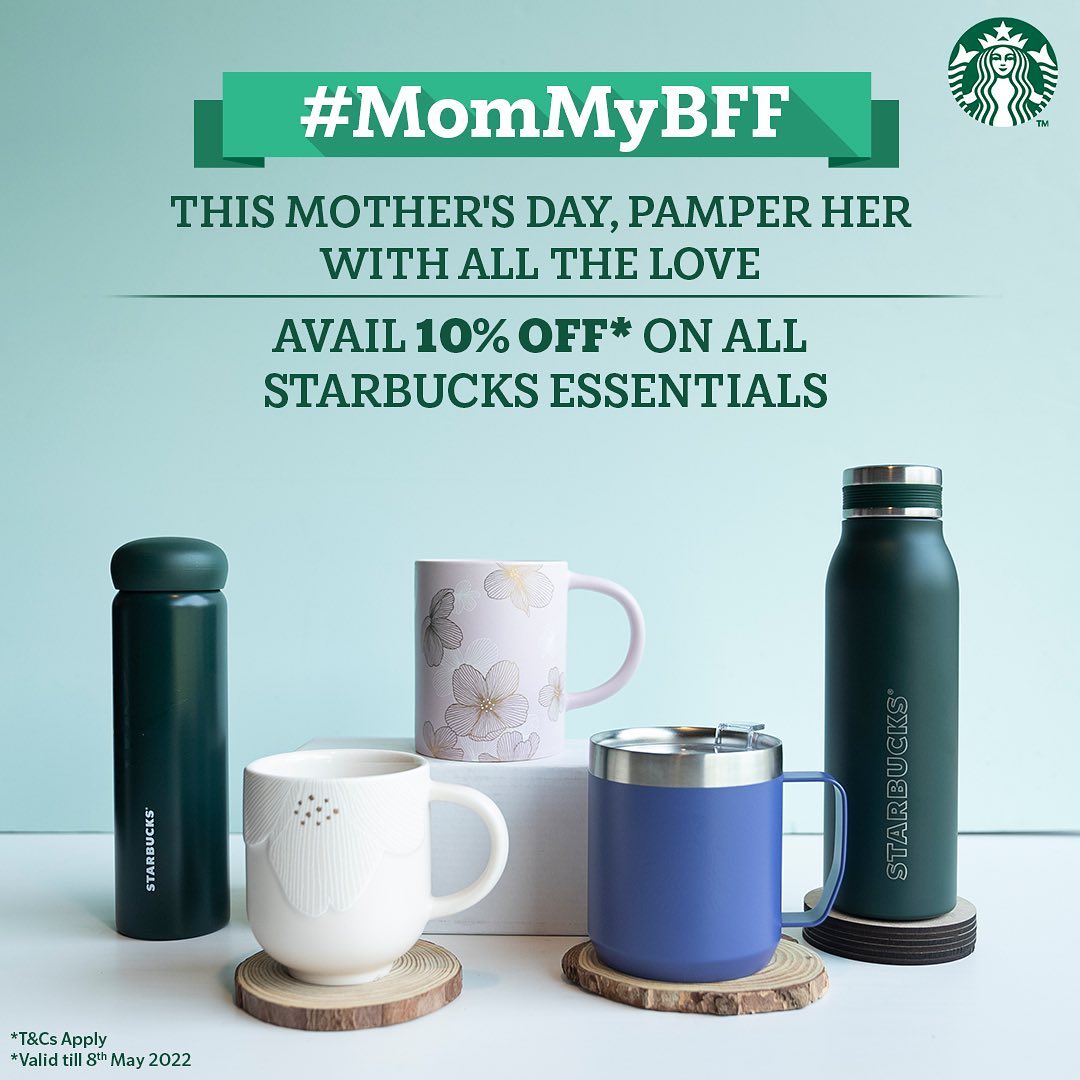 #MomMyBFF
THIS MOTHER'S DAY, PAMPER HER
WITH ALL THE LOVE
AVAIL 10% OFF* ON ALL
STARBUCKS ESSENTIALS
STARBUCKS®
STARBUCKS®
*T&Cs Apply
*Valid till 8th May 2022
TM